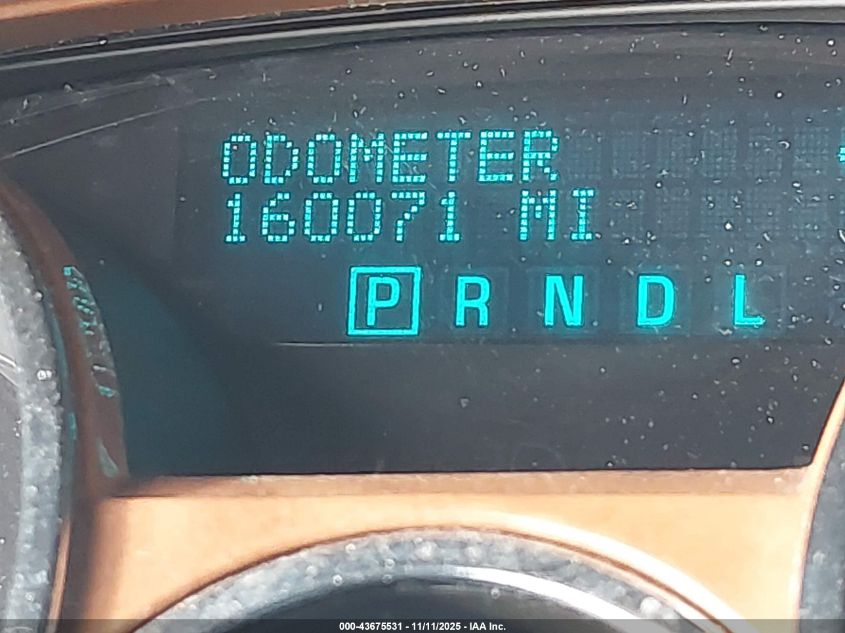 ODOMETER
160071 MI
P R N D L
000-43675531 - 11/11/2025 - IAA Inc.